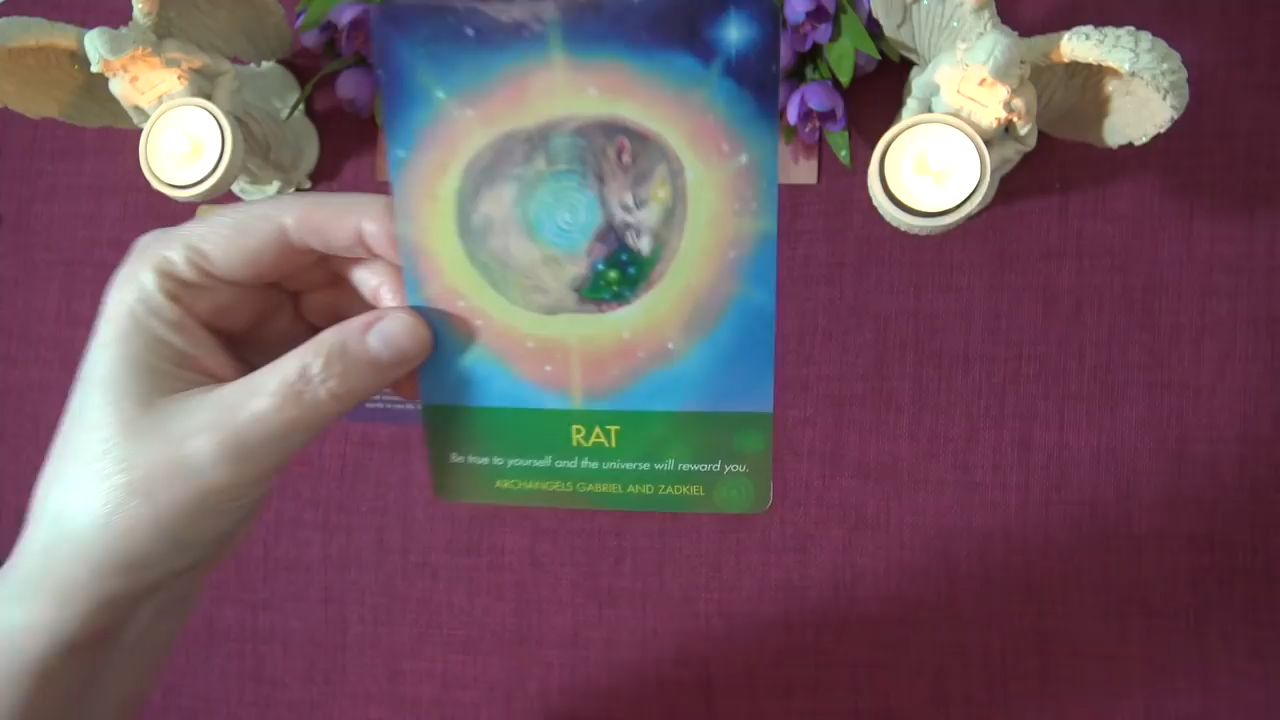 RAT
Be true to yourself and the universe will reward you.
ARCHANGELS GABRIEL AND ZADKIEL